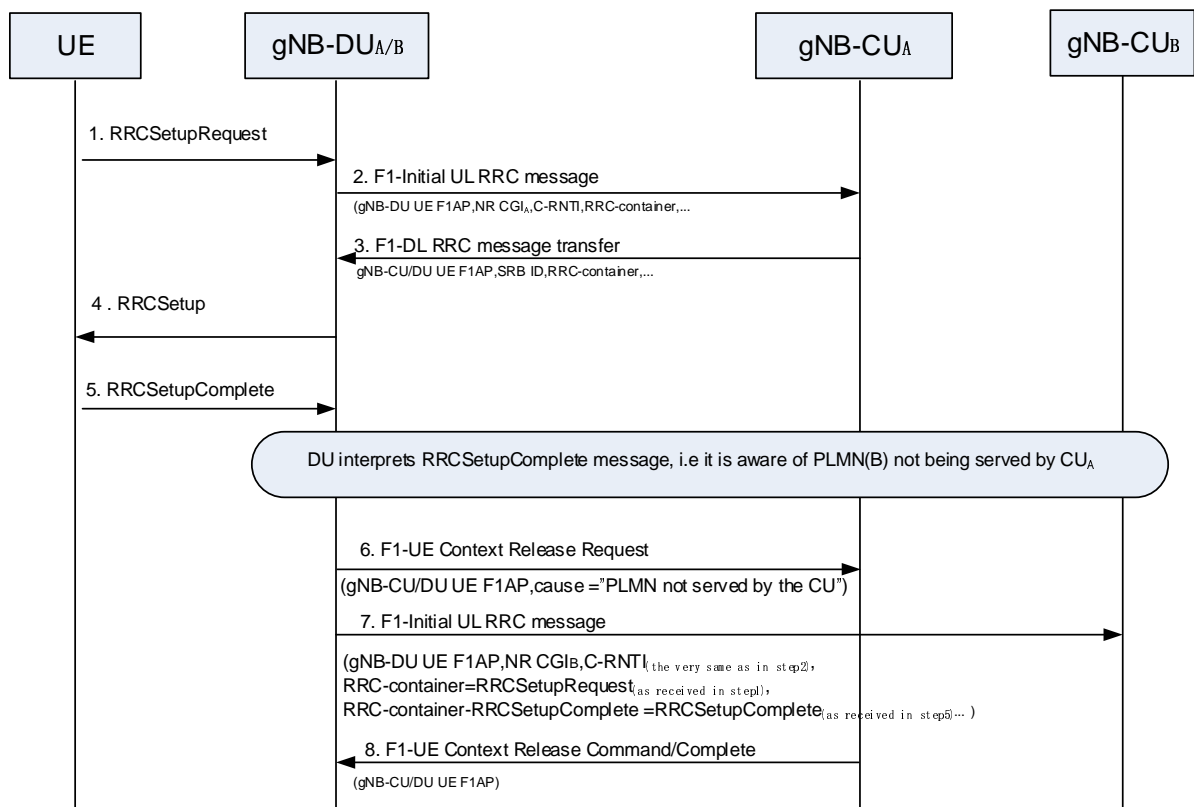 UE
gNB-DUA/B
gNB-CUA
gNB-CUB
1. RRCSetupRequest
2. F1-Initial UL RRC message
(gNB-DU UE F1AP,NR CGIA,C-RNTI,RRC-container,...
3. F1-DL RRC message transfer
gNB-CU/DU UE F1AP,SRB ID,RRC-container,...
4 . RRCSetup
5. RRCSetupComplete
DU interprets RRCSetupComplete message, i.e it is aware of PLMN(B) not being served by CUA
6. F1-UE Context Release Request
(gNB-CU/DU UE F1AP,cause =”PLMN not served by the CU”)
7. F1-Initial UL RRC message
(gNB-DU UE F1AP,NR CGIB,C-RNTI(the very same as in step2),
RRC-container=RRCSetupRequest(as received in step1),
RRC-container-RRCSetupComplete =RRCSetupComplete(as received in step5)... )
8. F1-UE Context Release Command/Complete
(gNB-CU/DU UE F1AP)